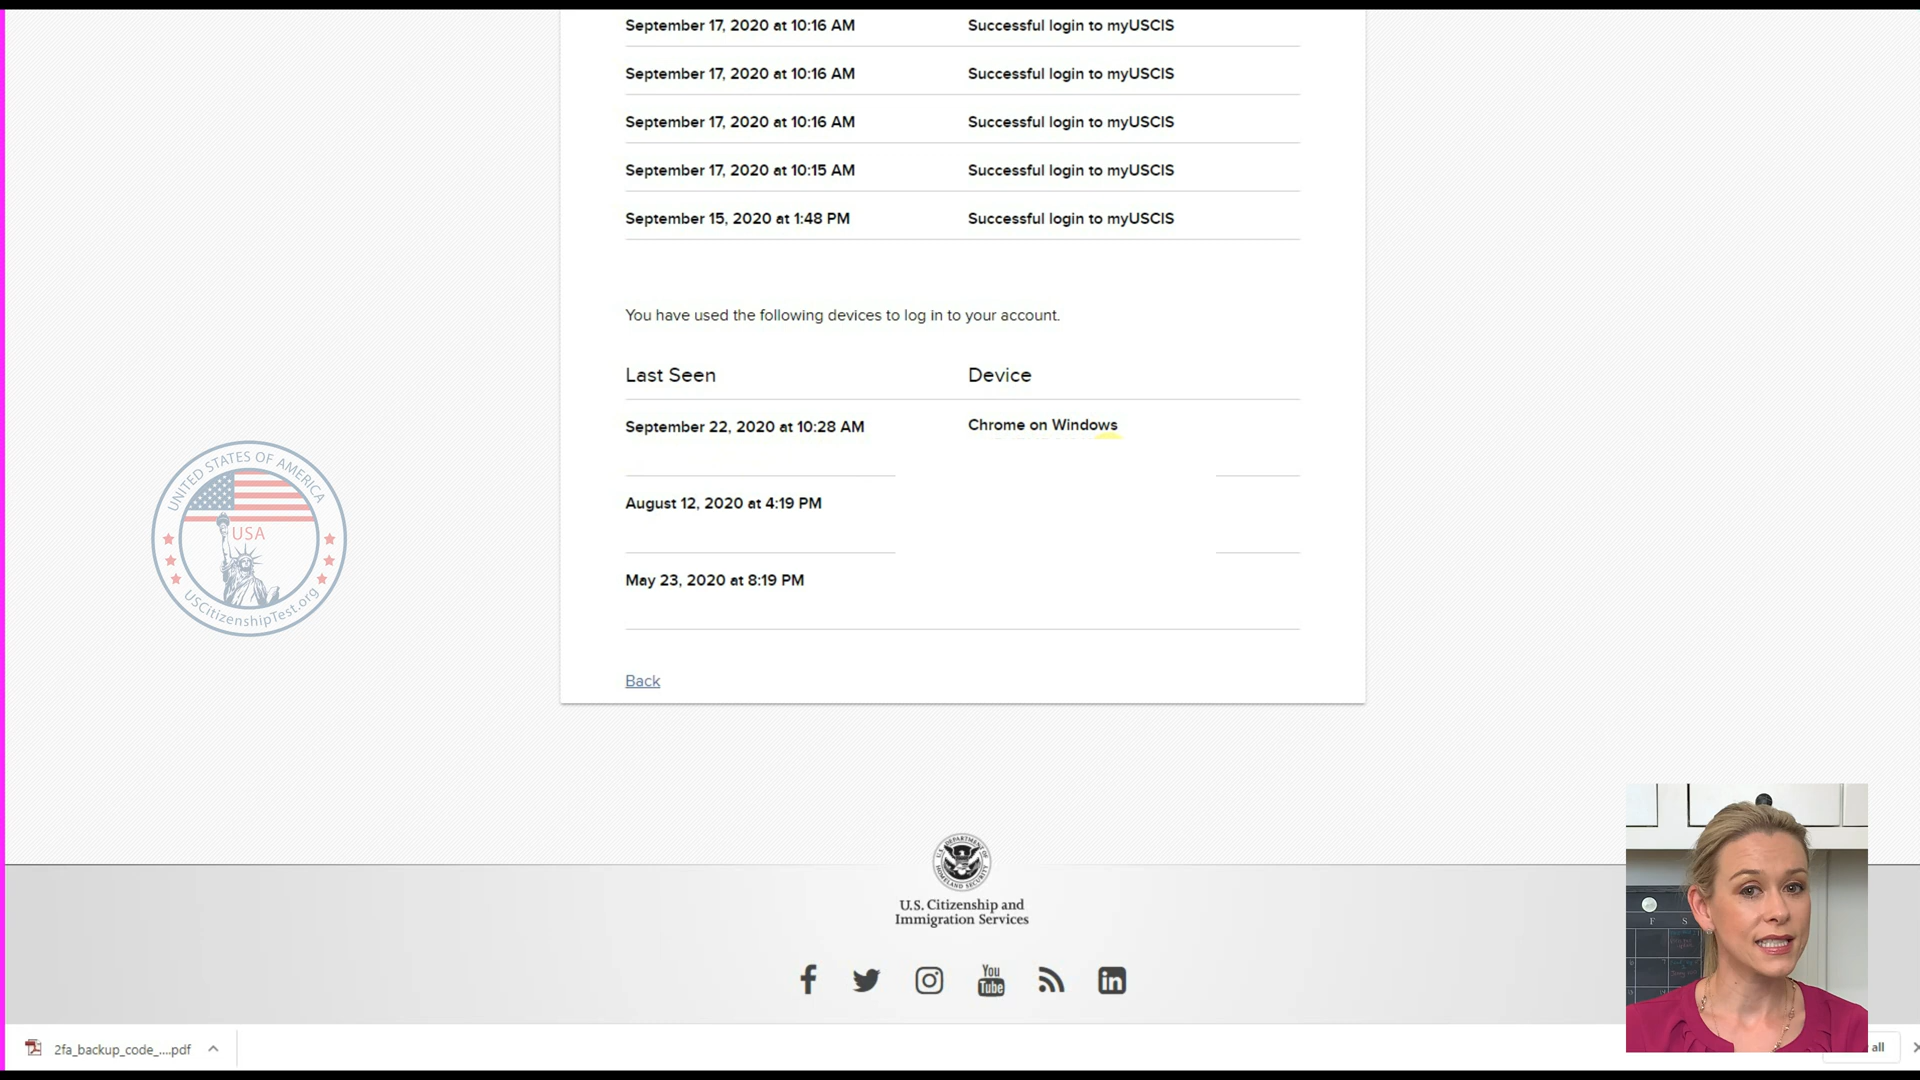 September 17, 2020 at 10:16 AM Successful login to myUSCIS
September 17, 2020 at 10:16 AM Successful login to myUSCIS
September 17, 2020 at 10:16 AM Successful login to myUSCIS
September 17, 2020 at 10:15 AM Successful login to myUSCIS
September 15, 2020 at 1:48 PM Successful login to myUSCIS
You have used the following devices to log in to your account.
Last Seen Device
September 22, 2020 at 10:28 AM Chrome on Windows
August 12, 2020 at 4:19 PM
May 23, 2020 at 8:19 PM
Back
UNITED STATES OF AMERICA
USA
USCitizenshipTest.org
U.S. DEPARTMENT OF HOMELAND SECURITY
U.S. Citizenship and
Immigration Services
You
Tube
in
F S
2fa_backup_code_....pdf
all